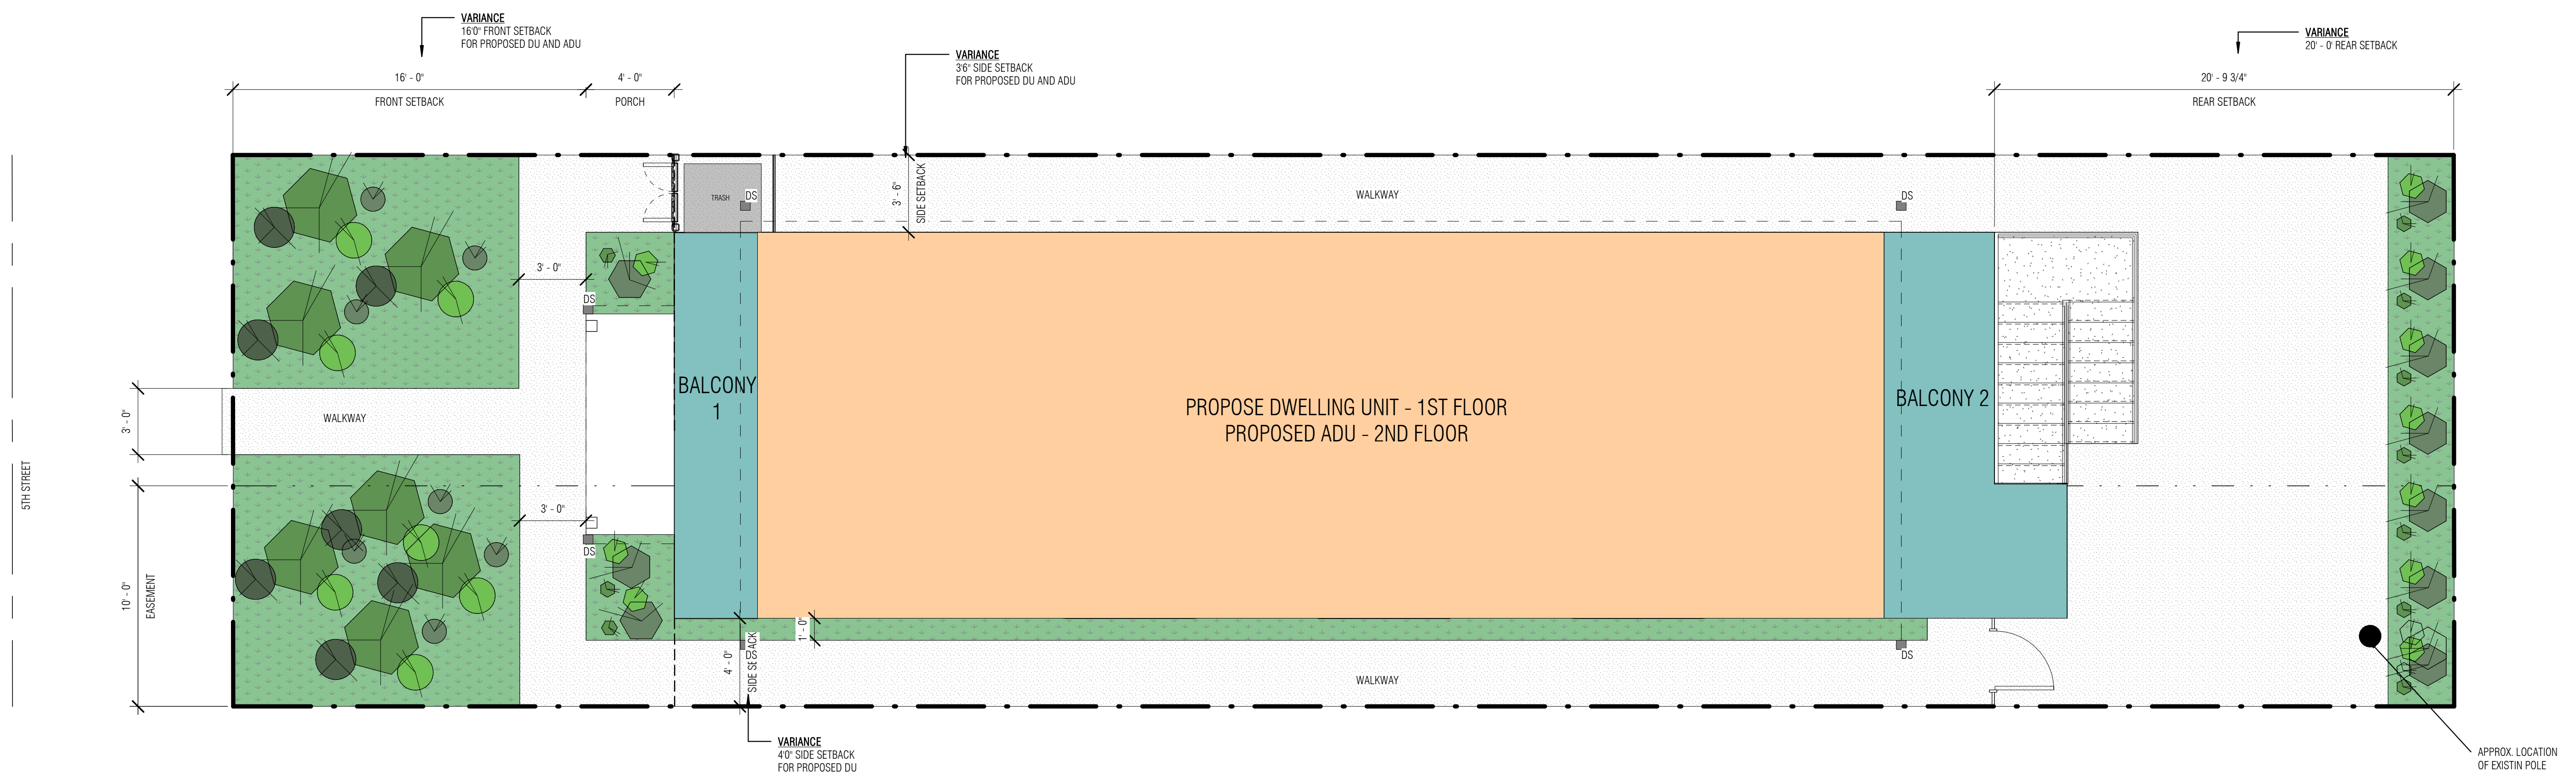 VARIANCE
16'0" FRONT SETBACK
FOR PROPOSED DU AND ADU
VARIANCE
20' - 0' REAR SETBACK
VARIANCE
3'6" SIDE SETBACK
FOR PROPOSED DU AND ADU
16' - 0"
4' - 0"
20' - 9 3/4"
FRONT SETBACK
PORCH
REAR SETBACK
TRASH
DS
3' - 6"
SIDE SETBACK
WALKWAY
DS
3' - 0"
DS
BALCONY
1
PROPOSE DWELLING UNIT - 1ST FLOOR
PROPOSED ADU - 2ND FLOOR
BALCONY 2
3' - 0"
WALKWAY
5TH STREET
3' - 0"
DS
10' - 0"
EASEMENT
1' - 0"
4' - 0"
SIDE SETBACK
DS
DS
WALKWAY
VARIANCE
4'0" SIDE SETBACK
FOR PROPOSED DU
APPROX. LOCATION
OF EXISTIN POLE